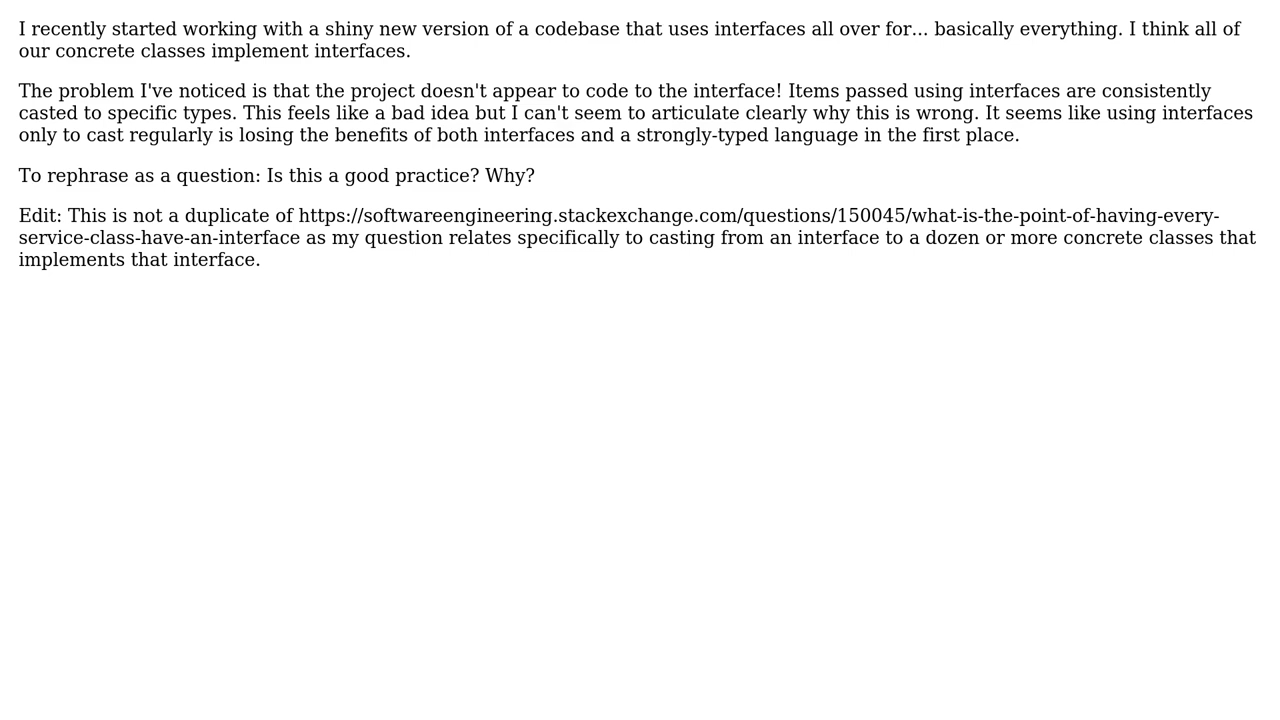 I recently started working with a shiny new version of a codebase that uses interfaces all over for... basically everything. I think all of
our concrete classes implement interfaces.
The problem I've noticed is that the project doesn't appear to code to the interface! Items passed using interfaces are consistently
casted to specific types. This feels like a bad idea but I can't seem to articulate clearly why this is wrong. It seems like using interfaces
only to cast regularly is losing the benefits of both interfaces and a strongly-typed language in the first place.
To rephrase as a question: Is this a good practice? Why?
Edit: This is not a duplicate of https://softwareengineering.stackexchange.com/questions/150045/what-is-the-point-of-having-every-
service-class-have-an-interface as my question relates specifically to casting from an interface to a dozen or more concrete classes that
implements that interface.